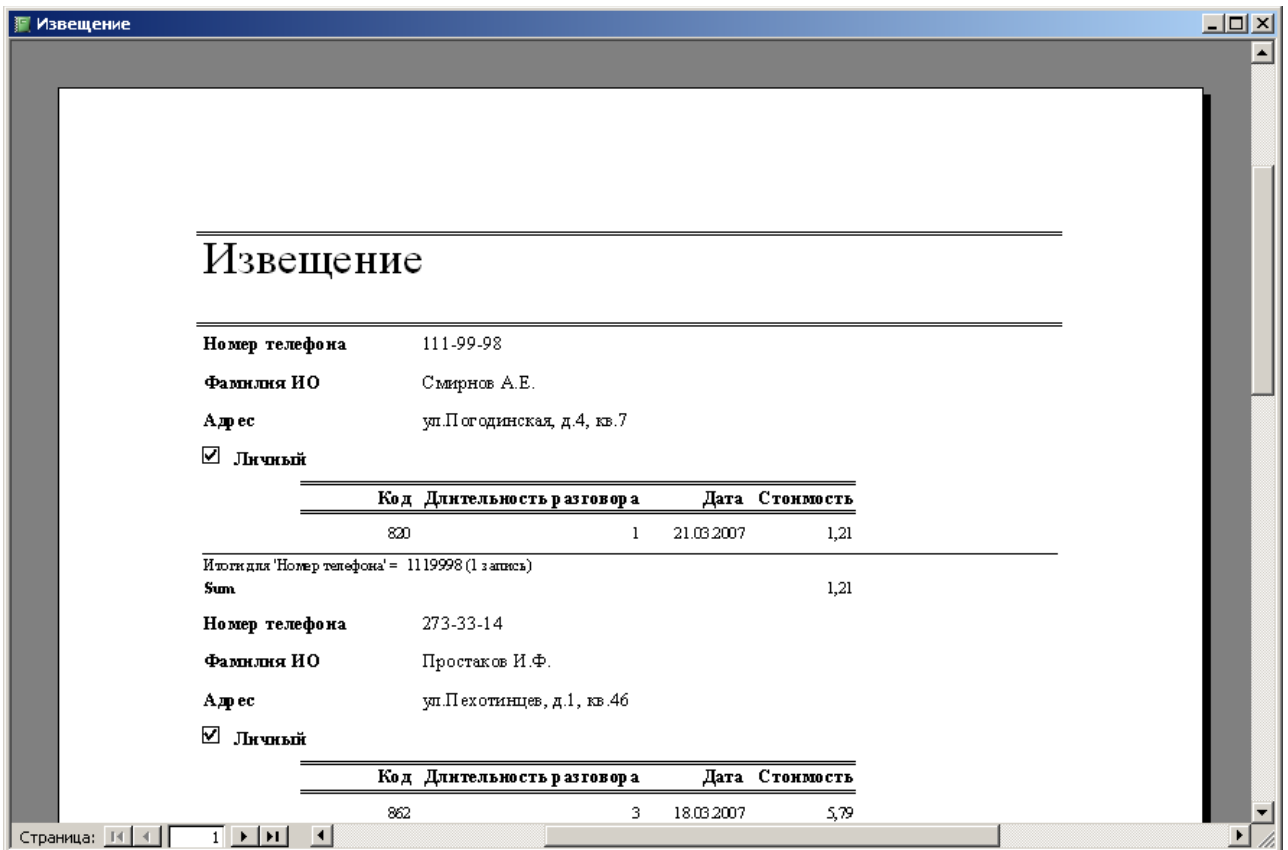 Извещение
Извещение
Номер телефона 111-99-98
Фамилия ИО Смирнов А.Е.
Адрес ул.Погодинская, д.4, кв.7
Личный
Код Длительность разговора Дата Стоимость
820 1 21.03.2007 1,21
Итоги для 'Номер телефона' = 1119998 (1 запись)
Sum 1,21
Номер телефона 273-33-14
Фамилия ИО Простаков И.Ф.
Адрес ул.Пехотинцев, д.1, кв.46
Личный
Код Длительность разговора Дата Стоимость
862 3 18.03.2007 5,79
Страница: 1